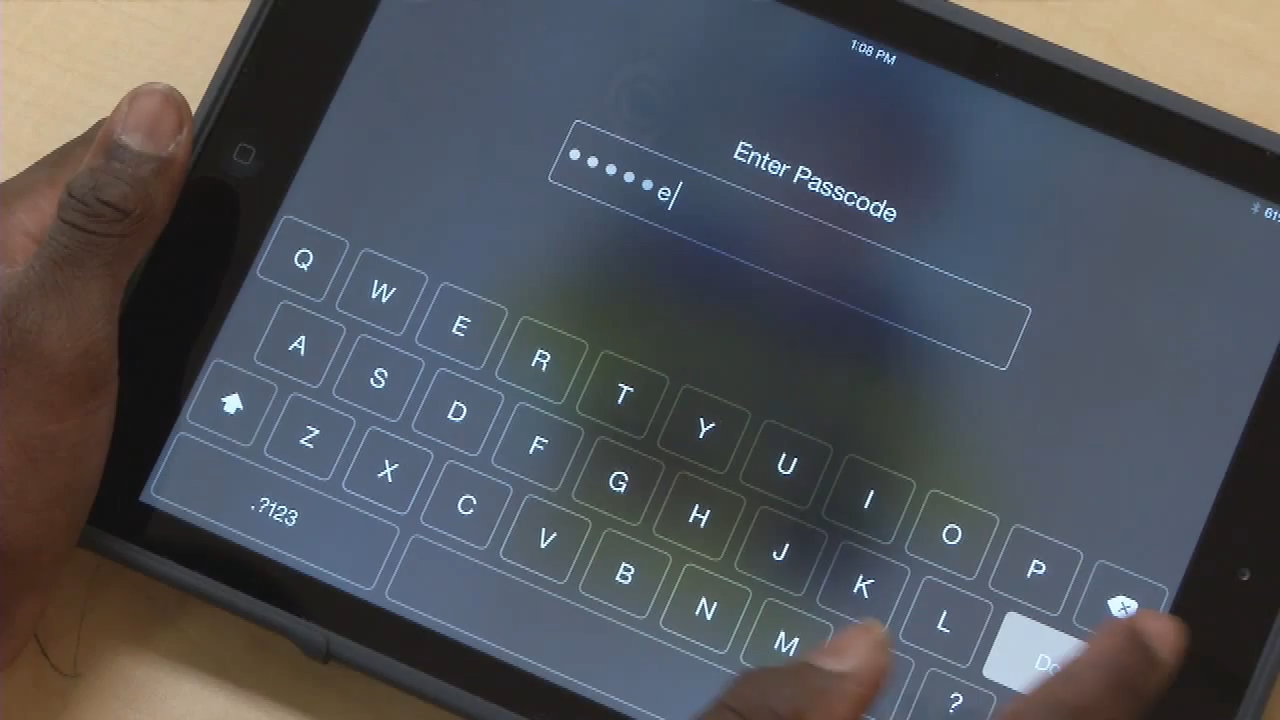 1:08 PM
Enter Passcode
•••••e
Q W E R T Y U I O P
A S D F G H J K L
Z X C V B N M ?
.?123